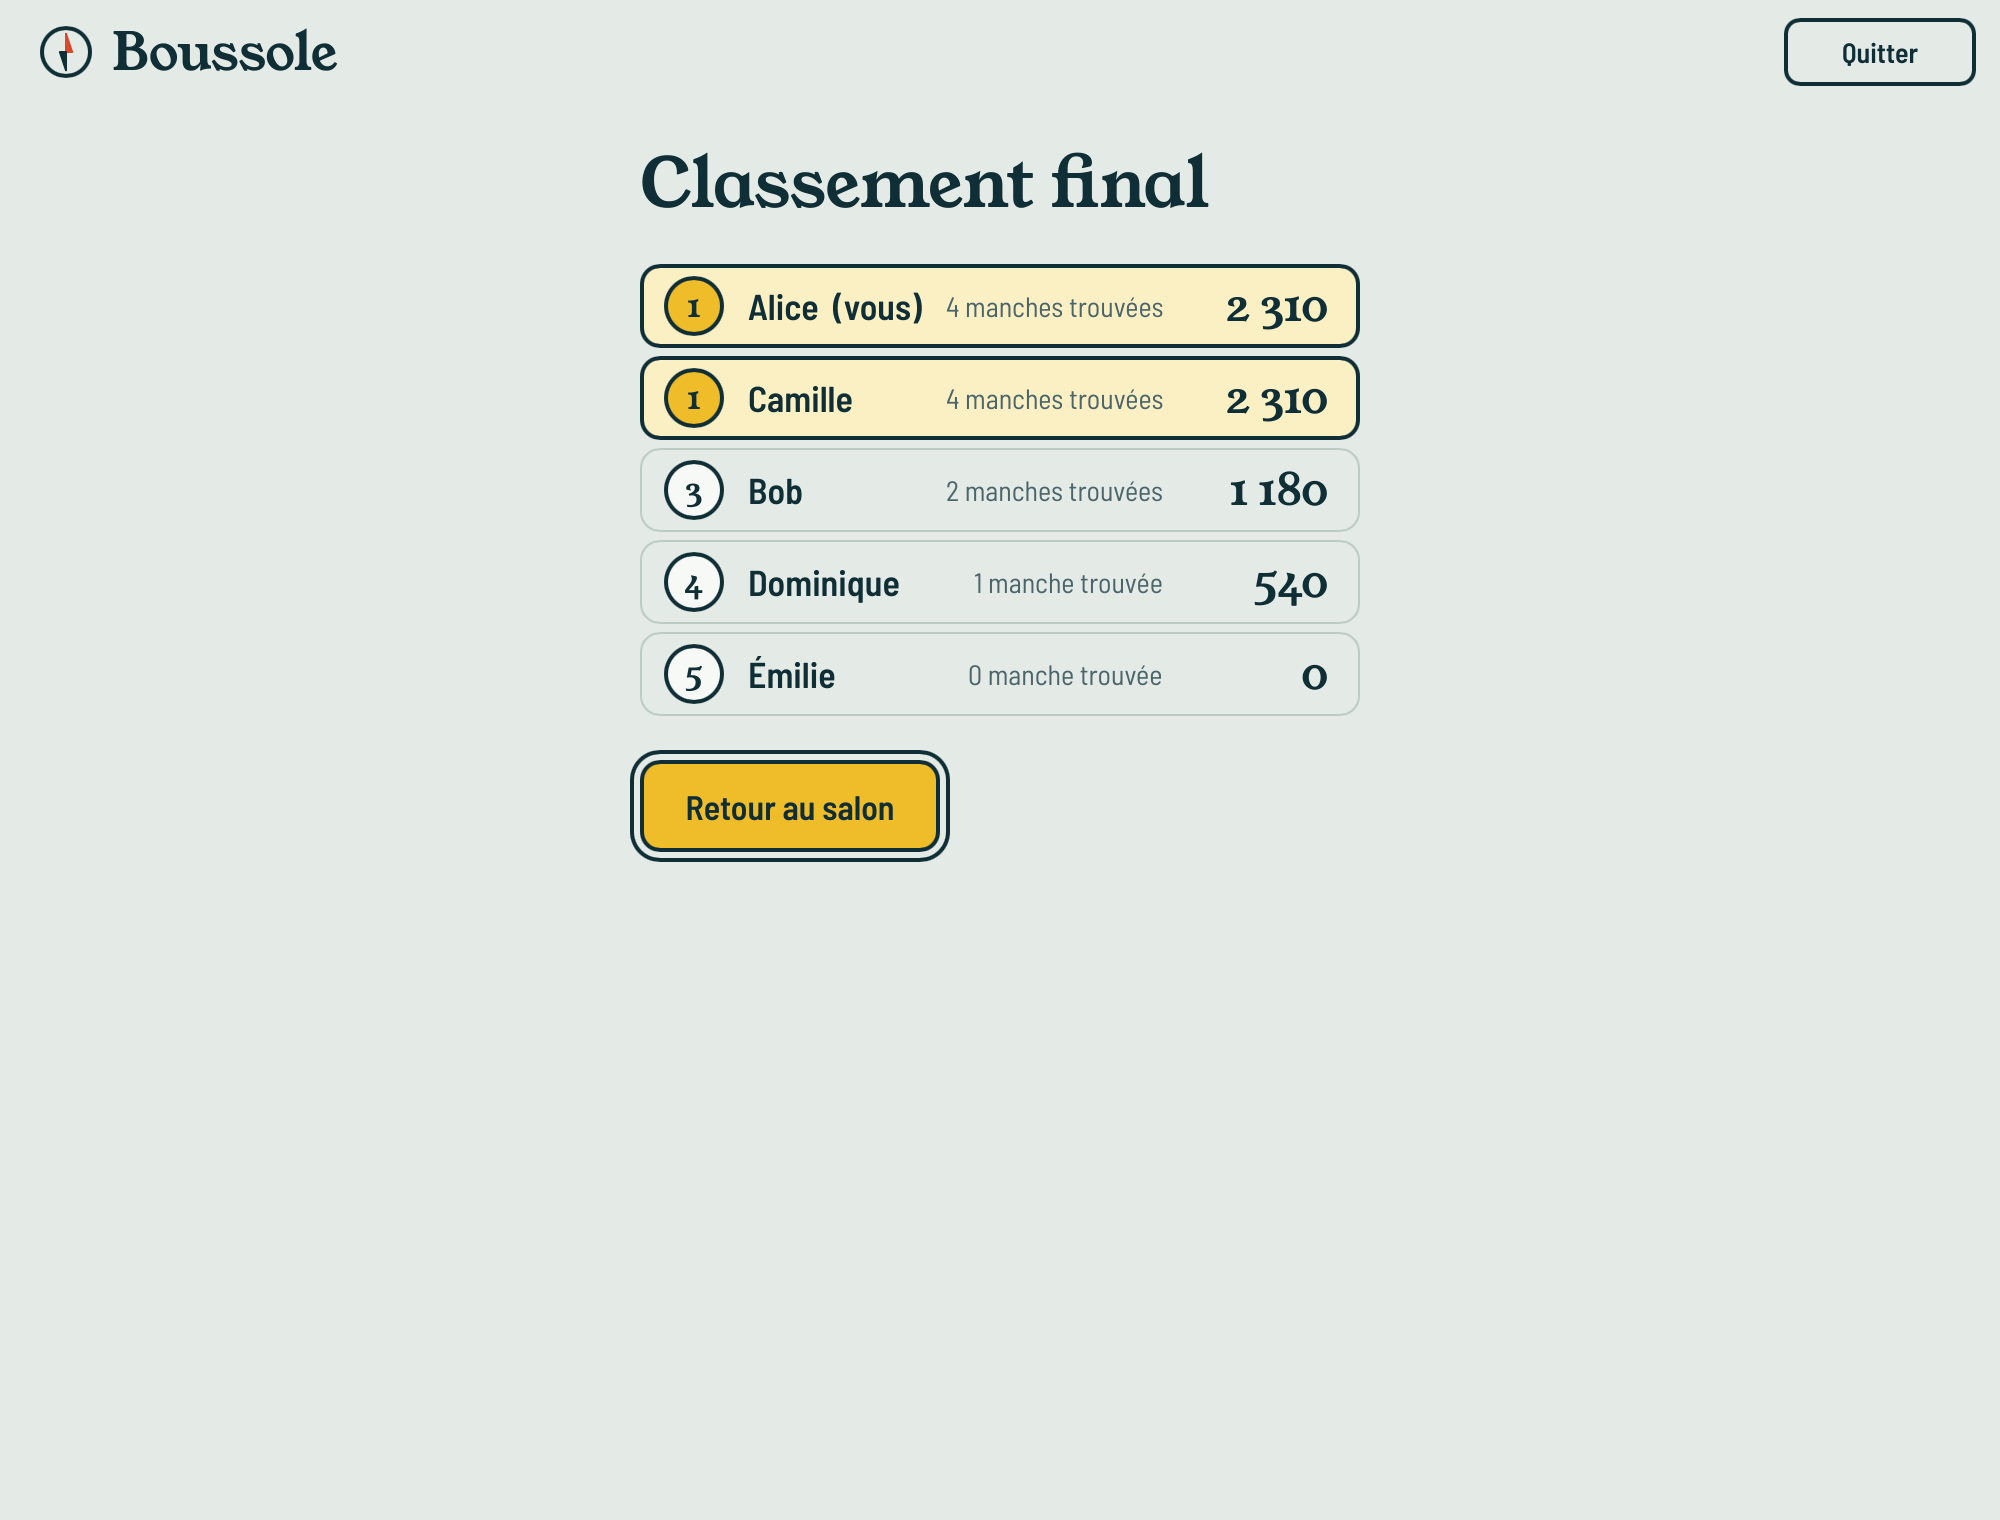 Boussole
Quitter
Classement final
1 Alice (vous) 4 manches trouvées 2 310
1 Camille 4 manches trouvées 2 310
3 Bob 2 manches trouvées 1 180
4 Dominique 1 manche trouvée 540
5 Émilie 0 manche trouvée 0
Retour au salon